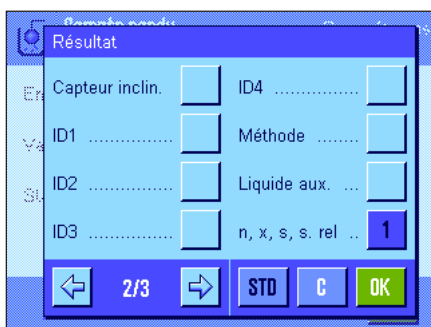 Résultat
Capteur inclin.
ID1 ................
ID2 ................
ID3 ................
ID4 ................
Méthode ........
Liquide aux. ...
n, x, s, s. rel .. 1
2/3
STD C OK